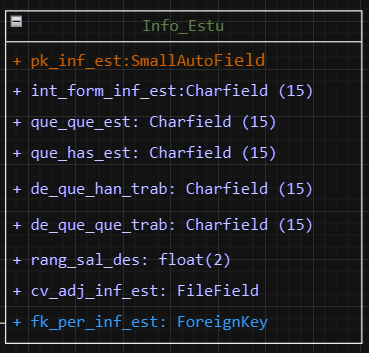 Info_Estu
+ pk_inf_est:SmallAutoField
+ int_form_inf_est:Charfield (15)
+ que_que_est: Charfield (15)
+ que_has_est: Charfield (15)
+ de_que_han_trab: Charfield (15)
+ de_que_que_trab: Charfield (15)
+ rang_sal_des: float(2)
+ cv_adj_inf_est: FileField
+ fk_per_inf_est: ForeignKey